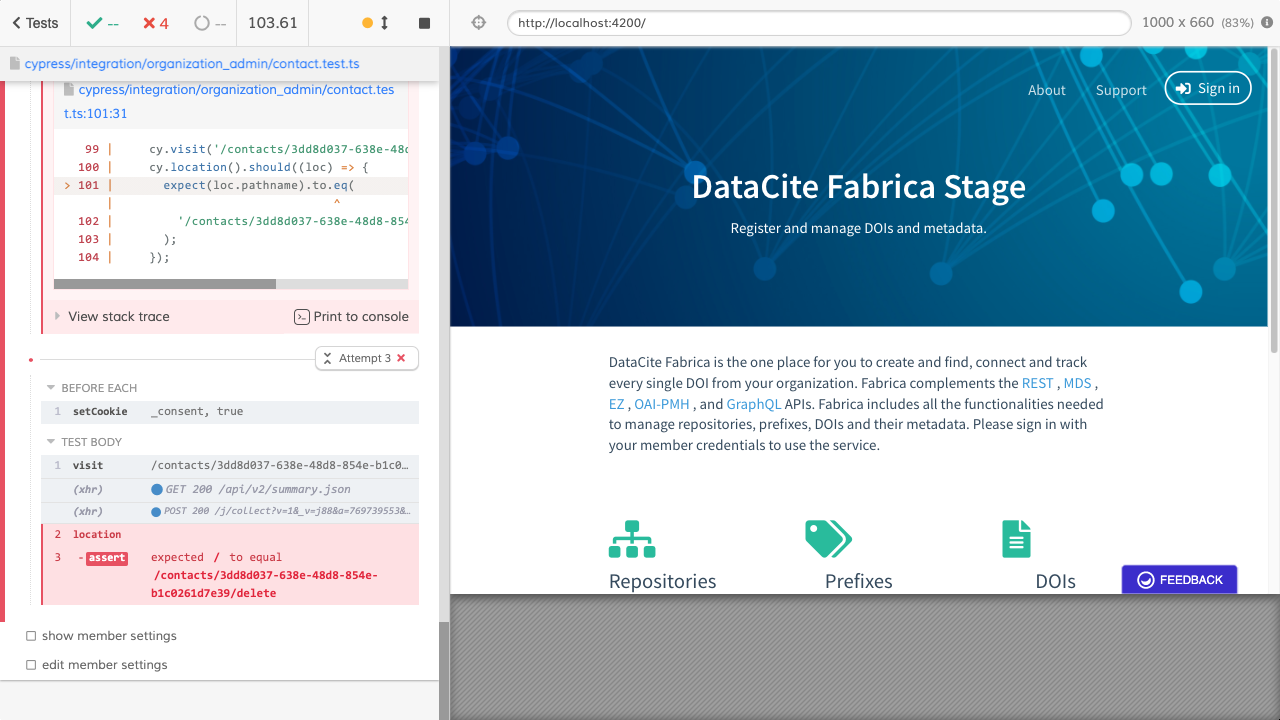 Tests
--
4
--
103.61
http://localhost:4200/
1000 x 660 (83%)
cypress/integration/organization_admin/contact.test.ts
cypress/integration/organization_admin/contact.tes
t.ts:101:31
99 | cy.visit('/contacts/3dd8d037-638e-48d
100 | cy.location().should((loc) => {
> 101 | expect(loc.pathname).to.eq(
| ^
102 | '/contacts/3dd8d037-638e-48d8-854
103 | );
104 | });
View stack trace
Print to console
Attempt 3
BEFORE EACH
1 setCookie _consent, true
TEST BODY
1 visit /contacts/3dd8d037-638e-48d8-854e-b1c0…
(xhr) GET 200 /api/v2/summary.json
(xhr) POST 200 /j/collect?v=1&_v=j88&a=769739553&…
2 location
3 -assert expected / to equal
/contacts/3dd8d037-638e-48d8-854e-
b1c0261d7e39/delete
show member settings
edit member settings
About
Support
Sign in
DataCite Fabrica Stage
Register and manage DOIs and metadata.
DataCite Fabrica is the one place for you to create and find, connect and track
every single DOI from your organization. Fabrica complements the REST , MDS ,
EZ , OAI-PMH , and GraphQL APIs. Fabrica includes all the functionalities needed
to manage repositories, prefixes, DOIs and their metadata. Please sign in with
your member credentials to use the service.
Repositories
Prefixes
DOIs
FEEDBACK